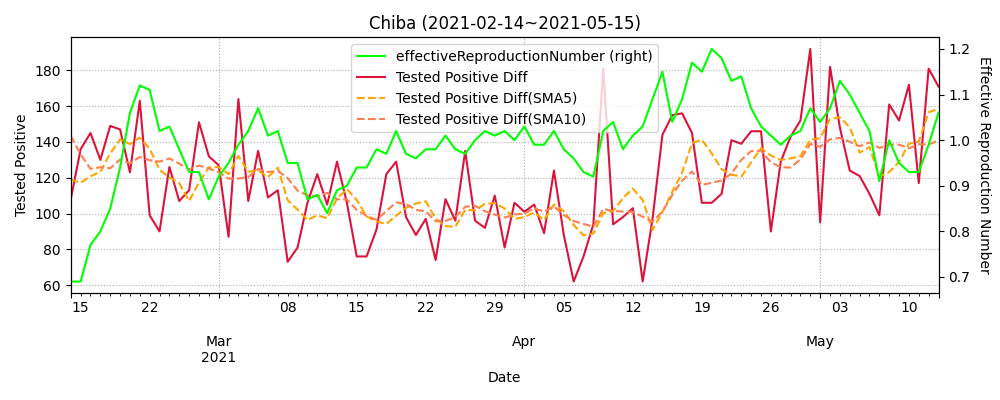 Chiba (2021-02-14~2021-05-15)
effectiveReproductionNumber (right)
Tested Positive Diff
Tested Positive Diff(SMA5)
Tested Positive Diff(SMA10)
Tested Positive
180
160
140
120
100
80
60
Effective Reproduction Number
1.2
1.1
1.0
0.9
0.8
0.7
15 22 08 15 22 29 05 12 19 26 03 10
Mar Apr May
2021
Date